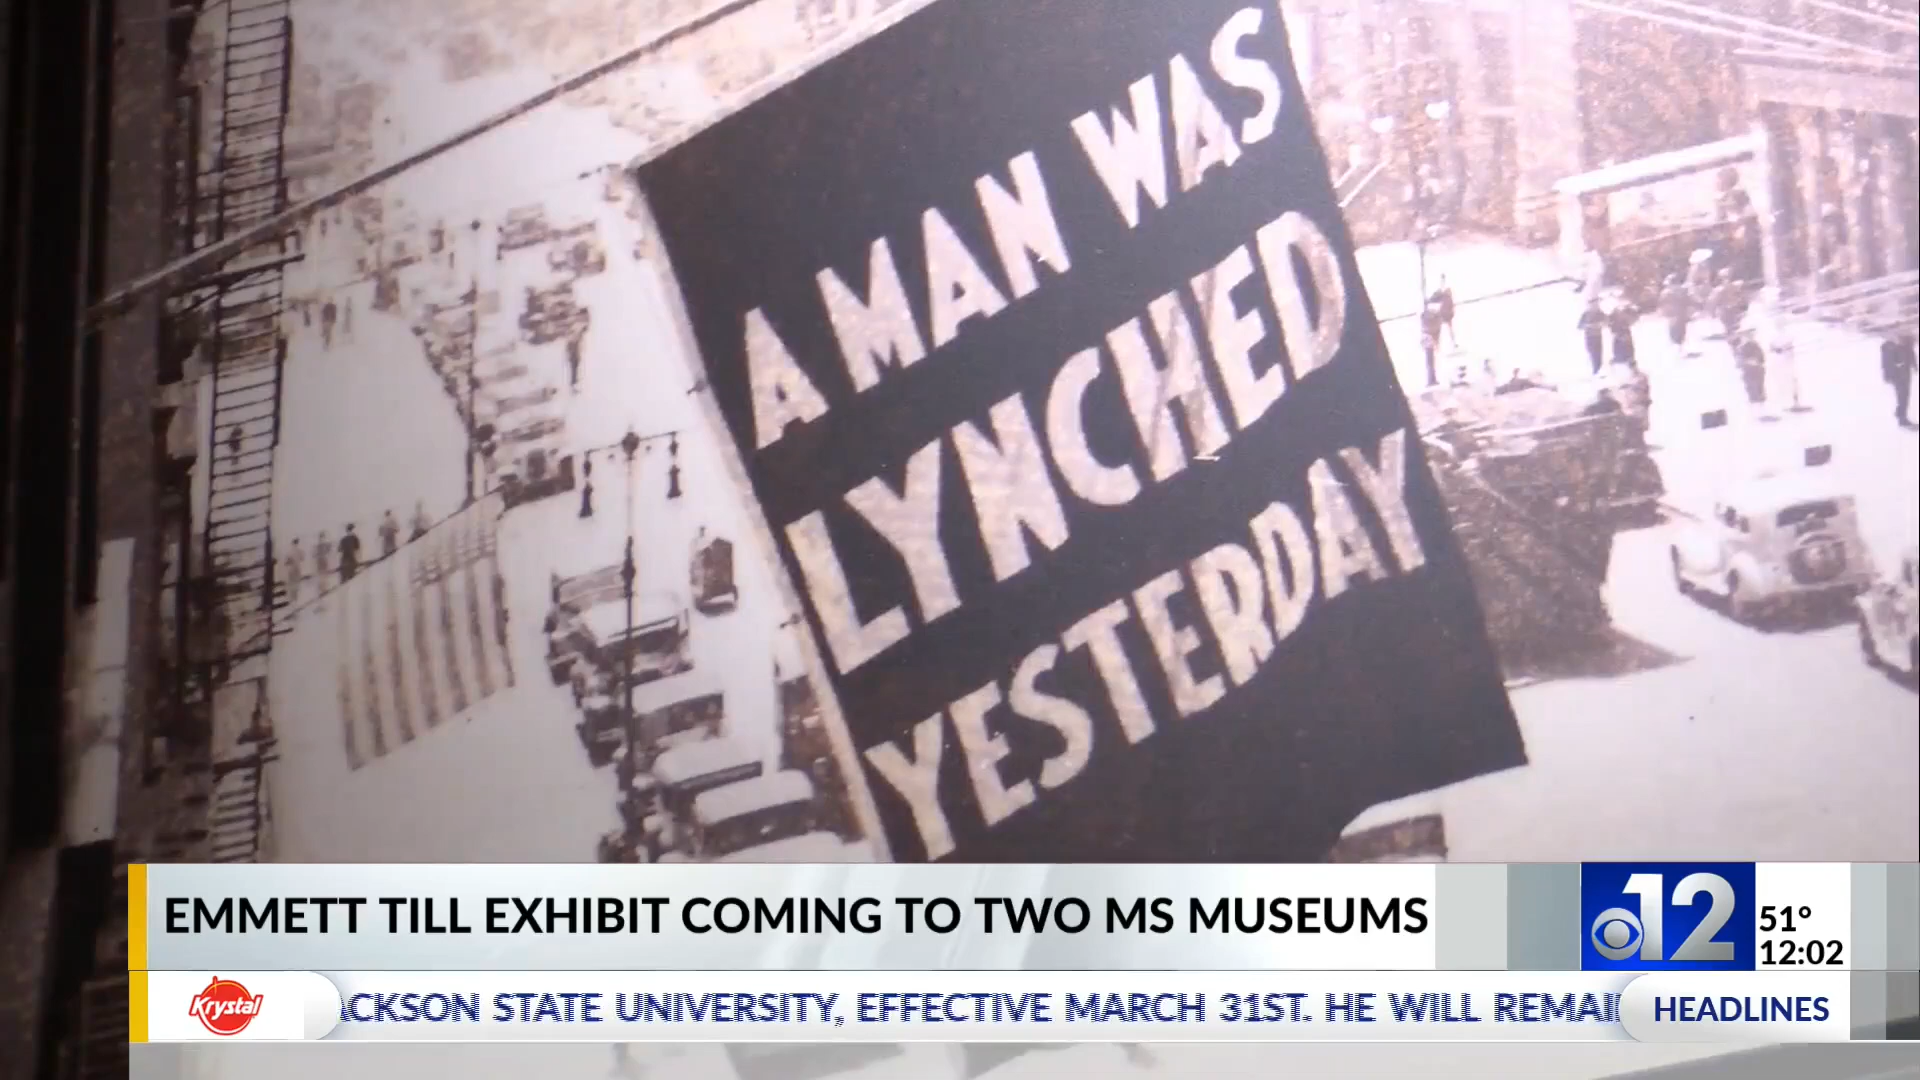 A MAN WAS
LYNCHED
YESTERDAY
EMMETT TILL EXHIBIT COMING TO TWO MS MUSEUMS
12
51°
12:02
Krystal
ACKSON STATE UNIVERSITY, EFFECTIVE MARCH 31ST. HE WILL REMAI
HEADLINES